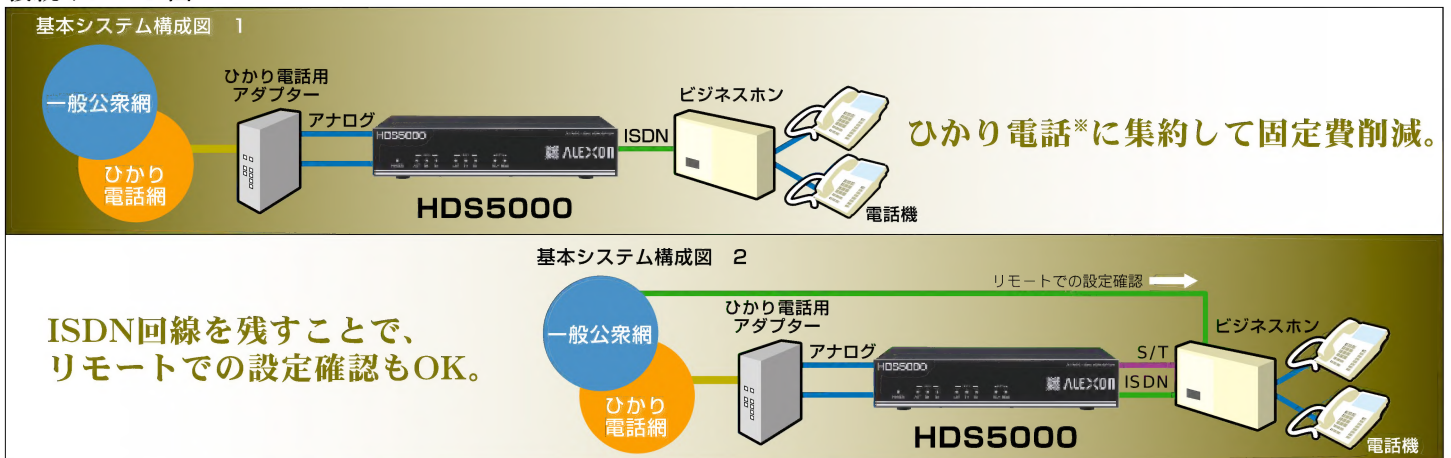 基本システム構成図 1
一般公衆網
ひかり
電話網
ひかり電話用
アダプター
アナログ
HDS5000
ALEXON
HDS5000
ISDN
ビジネスホン
電話機
ひかり電話※に集約して固定費削減。
基本システム構成図 2
ISDN回線を残すことで、
リモートでの設定確認もOK。
リモートでの設定確認
一般公衆網
ひかり
電話網
ひかり電話用
アダプター
アナログ
HDS5000
ALEXON
HDS5000
S/T
ISDN
ビジネスホン
電話機